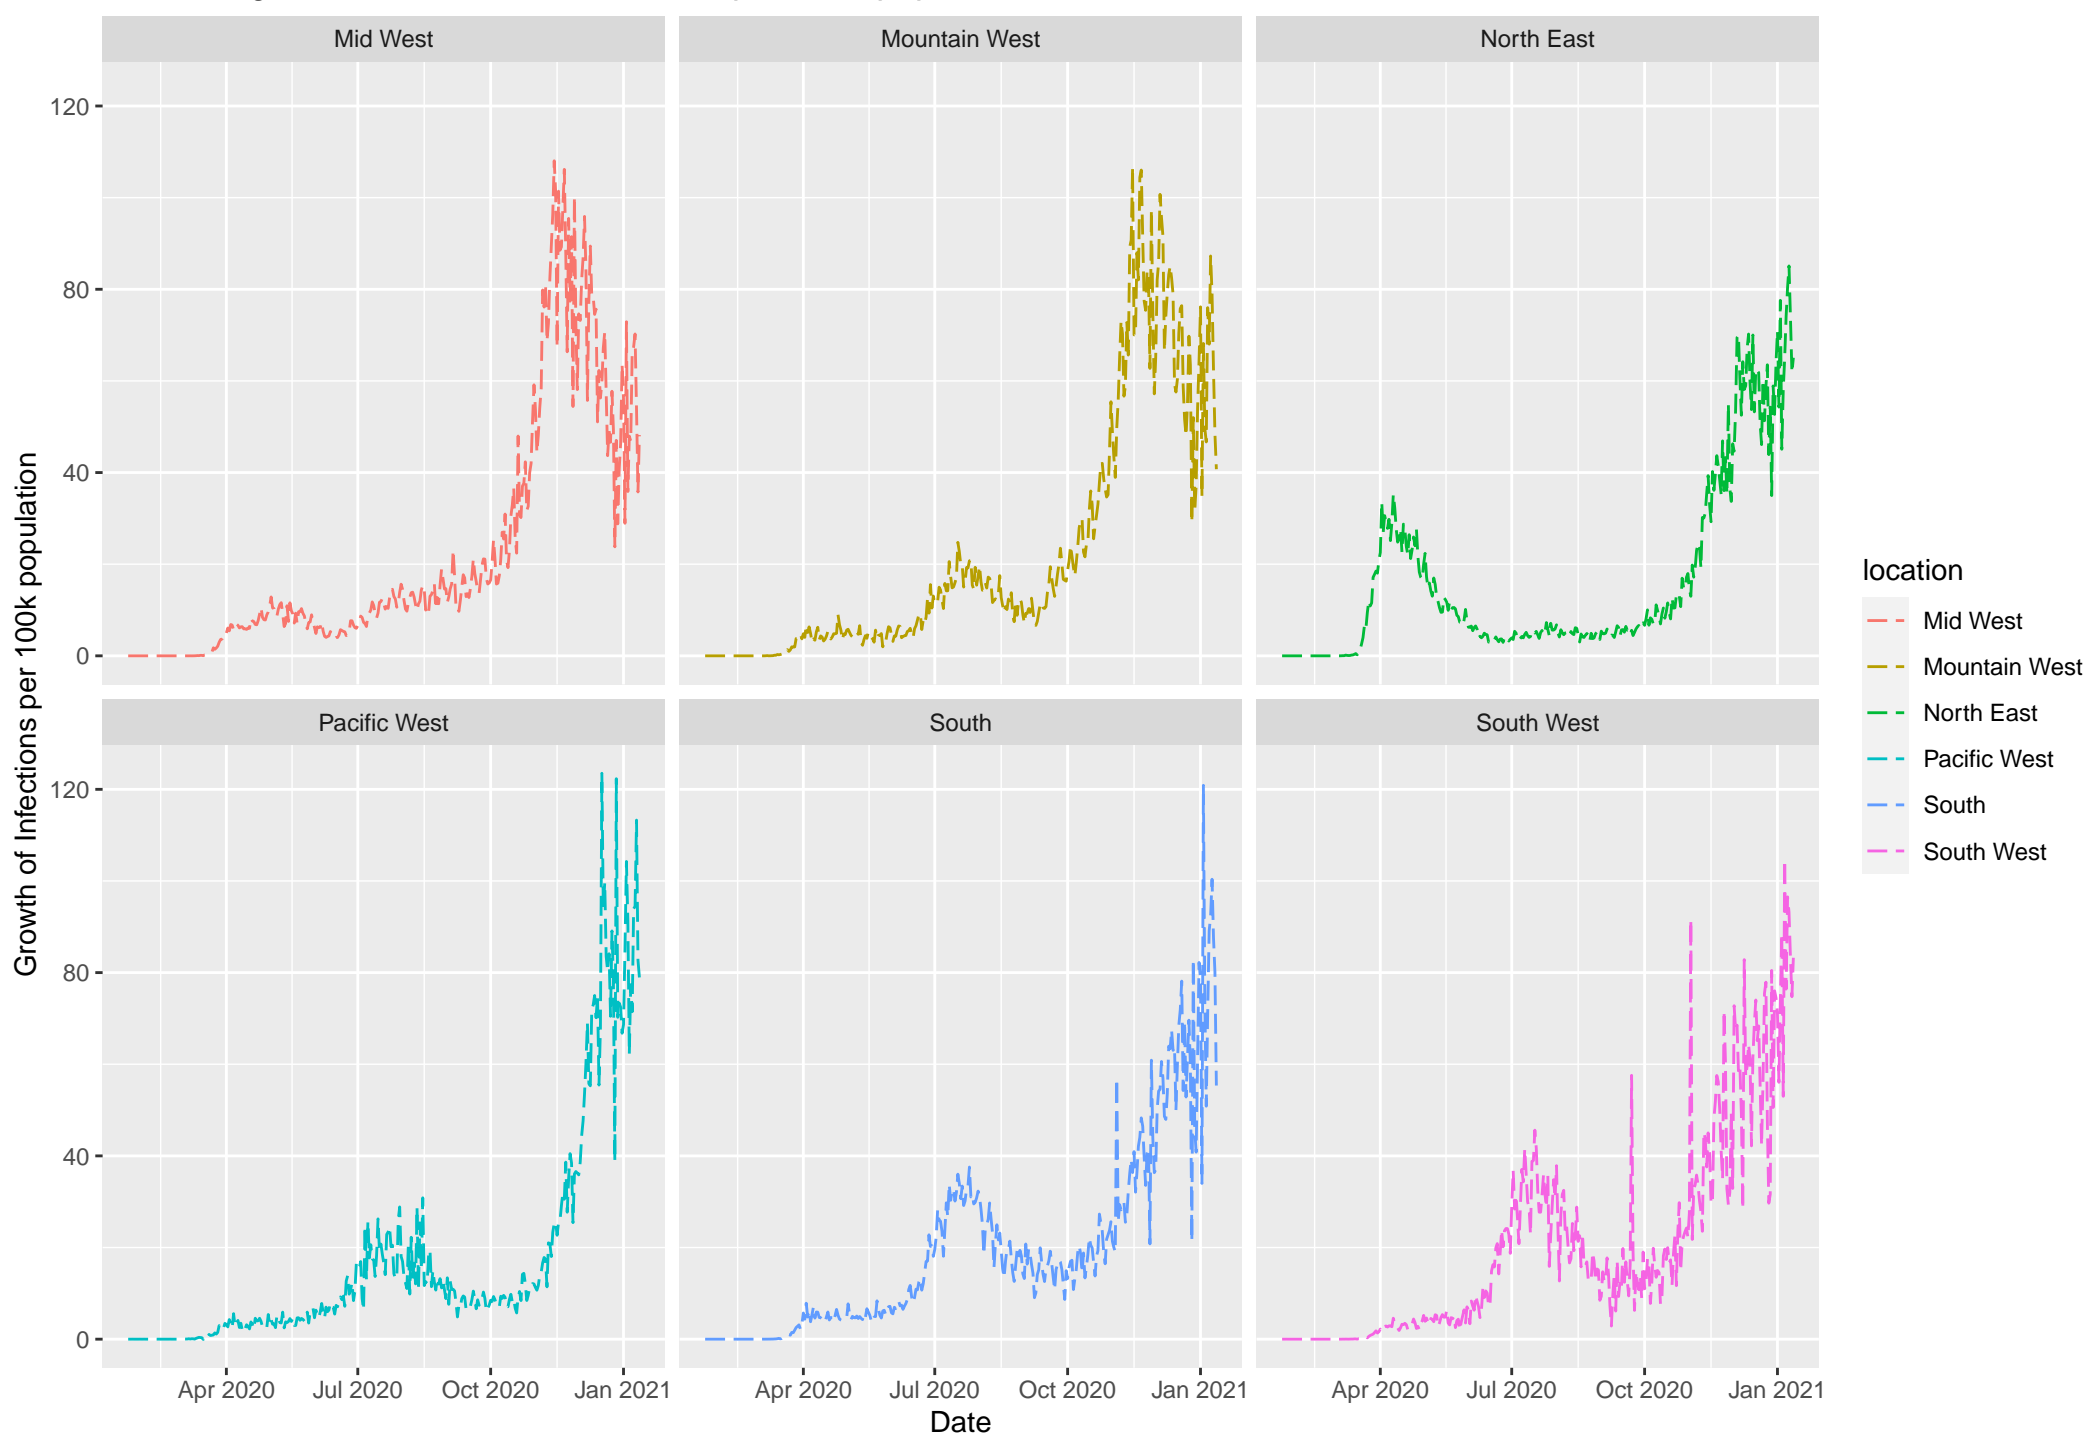 Mid West
Mountain West
North East
120
80
40
0
Pacific West
South
South West
120
80
40
0
Growth of Infections per 100k population
Apr 2020 Jul 2020 Oct 2020 Jan 2021
Apr 2020 Jul 2020 Oct 2020 Jan 2021
Apr 2020 Jul 2020 Oct 2020 Jan 2021
Date
location
Mid West
Mountain West
North East
Pacific West
South
South West